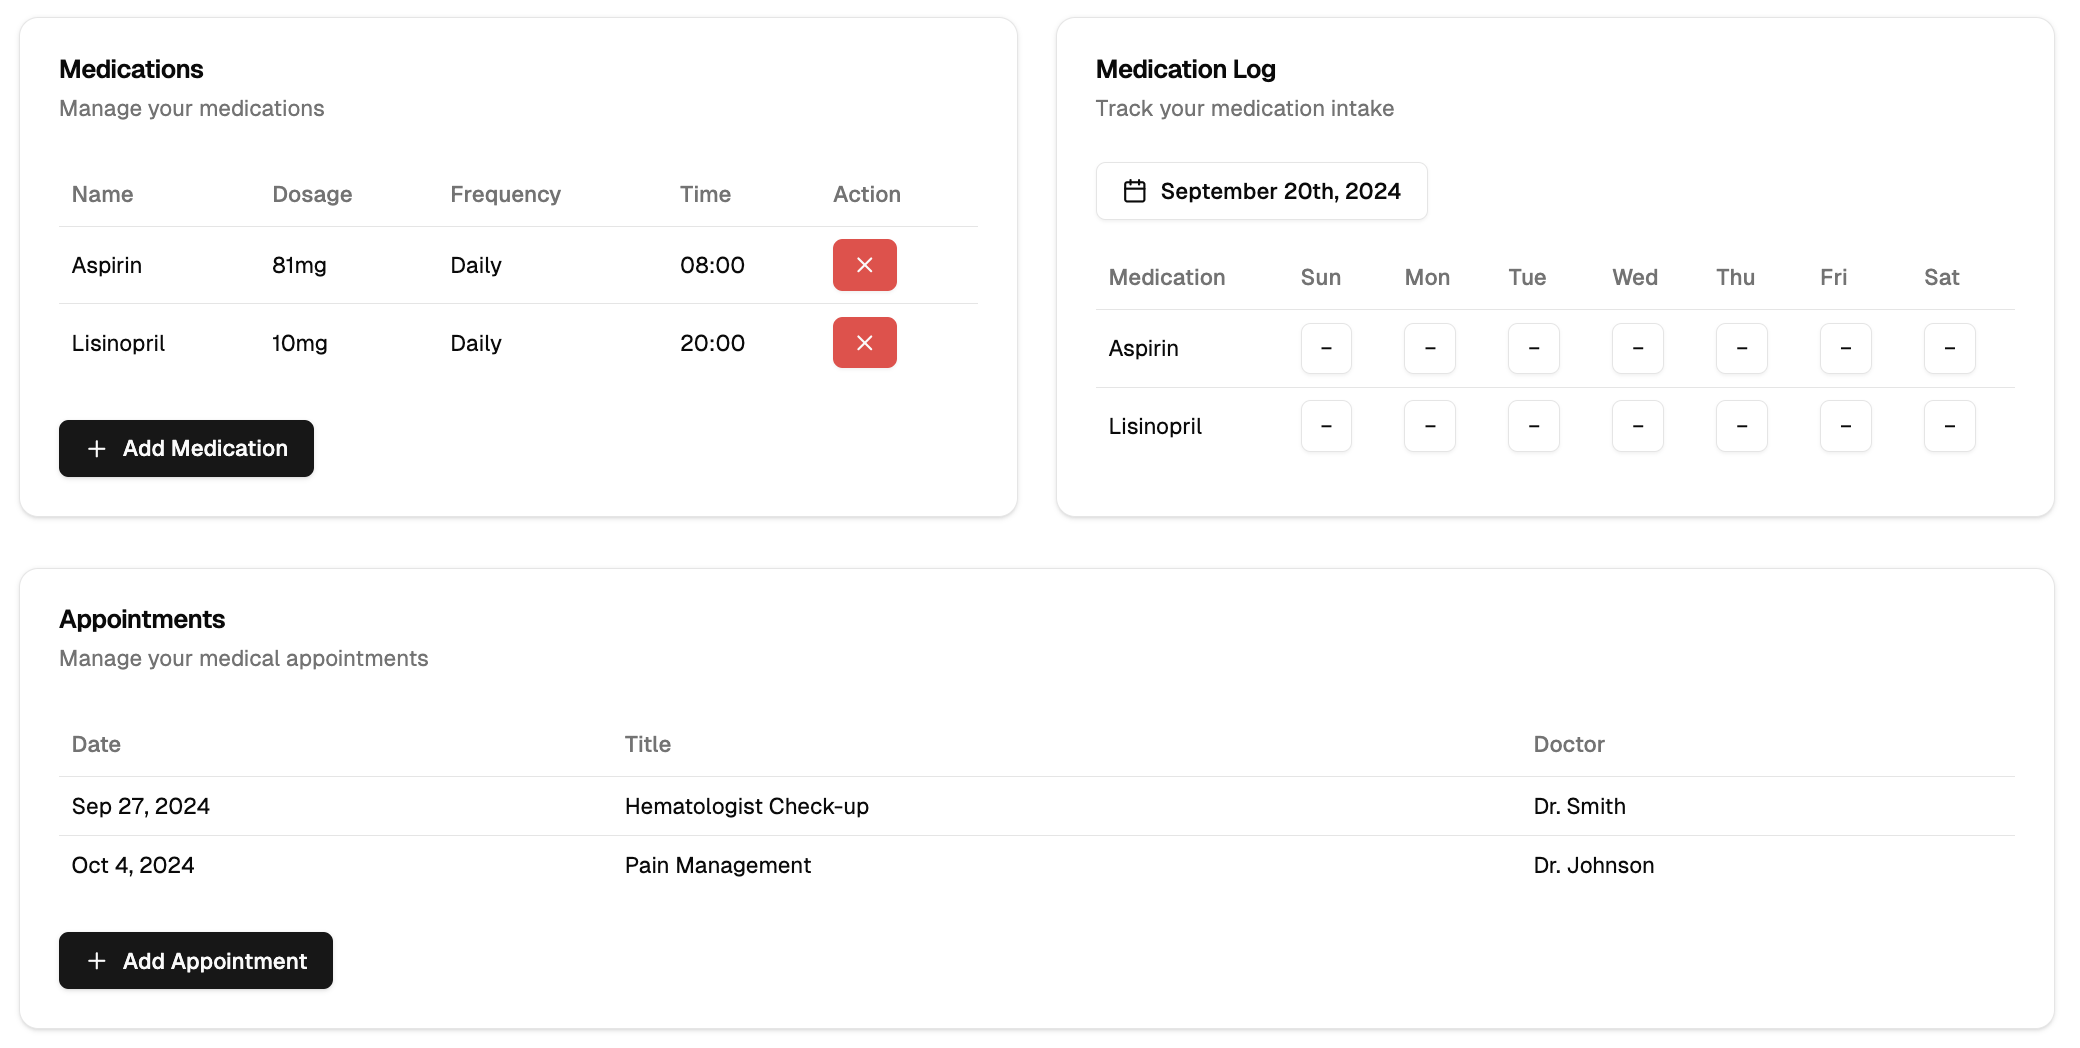 Medications
Manage your medications
Name Dosage Frequency Time Action
Aspirin 81mg Daily 08:00
Lisinopril 10mg Daily 20:00
Add Medication
Medication Log
Track your medication intake
September 20th, 2024
Medication Sun Mon Tue Wed Thu Fri Sat
Aspirin - - - - - - -
Lisinopril - - - - - - -
Appointments
Manage your medical appointments
Date Title Doctor
Sep 27, 2024 Hematologist Check-up Dr. Smith
Oct 4, 2024 Pain Management Dr. Johnson
Add Appointment